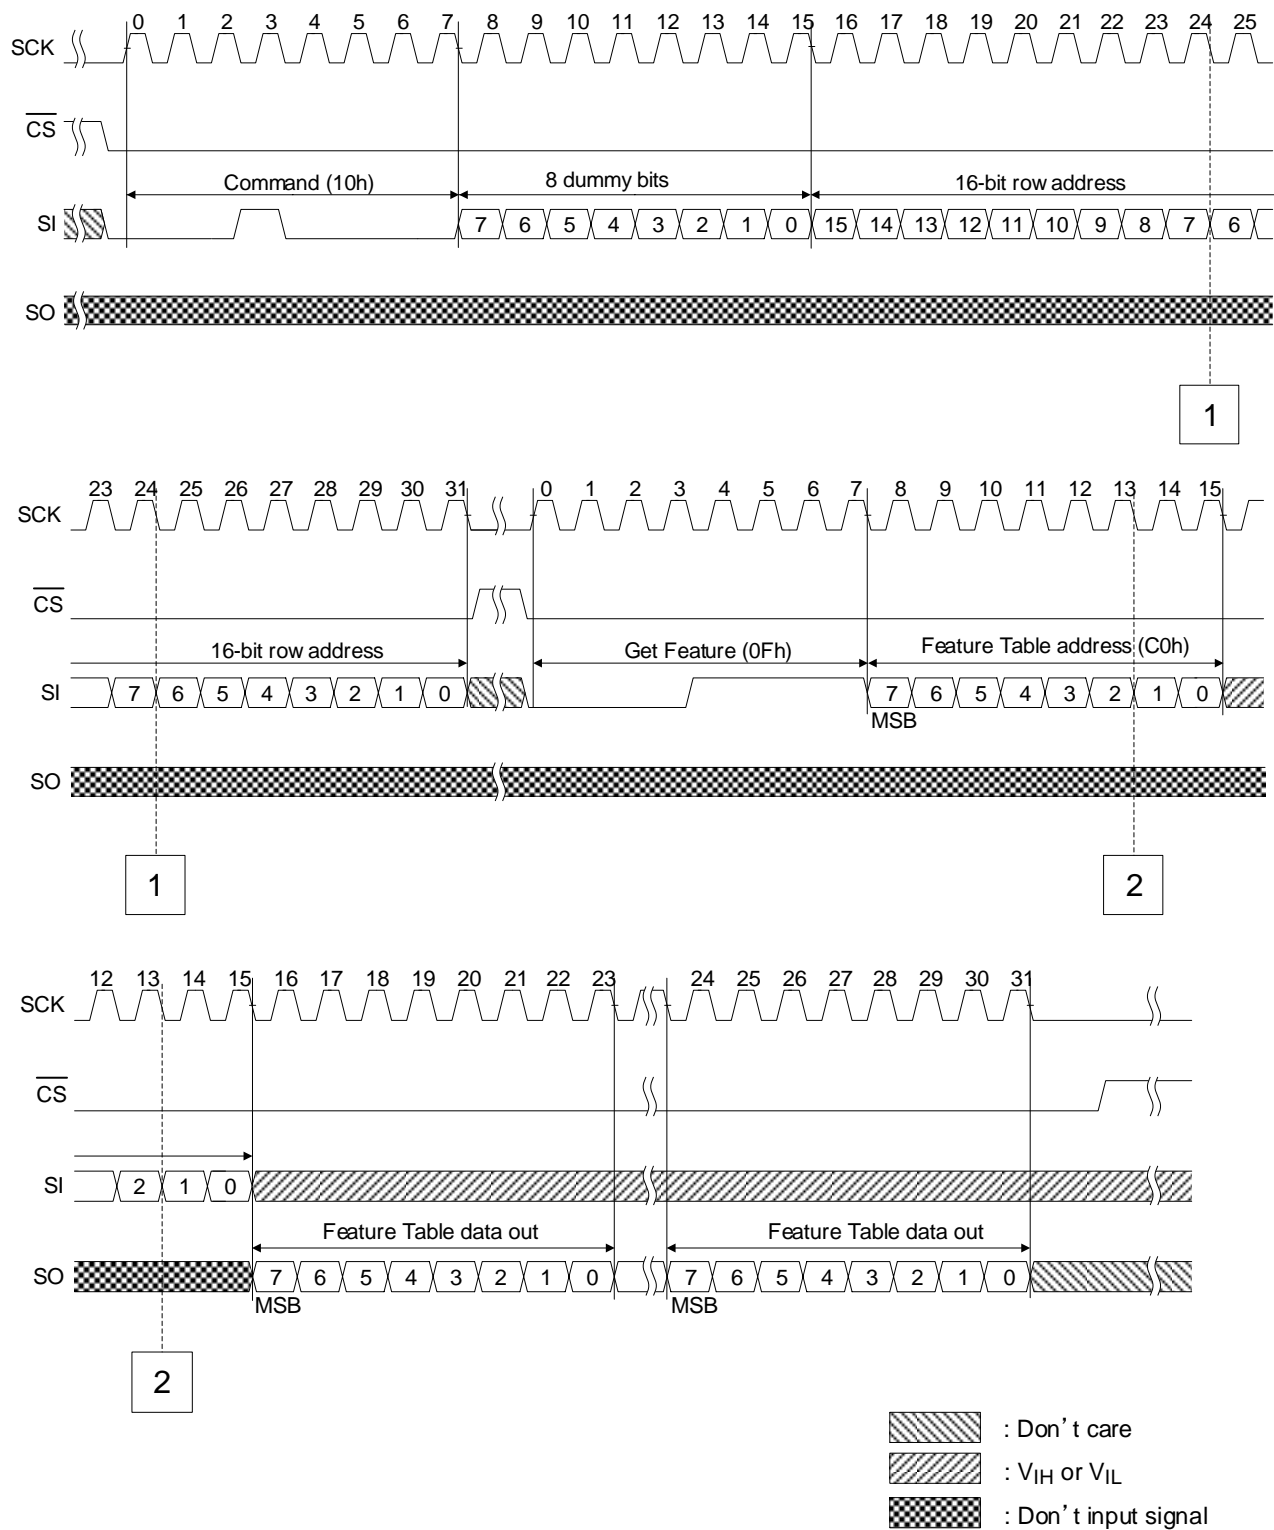 0 1 2 3 4 5 6 7 8 9 10 11 12 13 14 15 16 17 18 19 20 21 22 23 24 25
SCK
CS
Command (10h) 8 dummy bits 16-bit row address
SI 7 6 5 4 3 2 1 0 15 14 13 12 11 10 9 8 7 6
SO
1
23 24 25 26 27 28 29 30 31 0 1 2 3 4 5 6 7 8 9 10 11 12 13 14 15
SCK
CS
16-bit row address Get Feature (0Fh) Feature Table address (C0h)
SI 7 6 5 4 3 2 1 0 7 6 5 4 3 2 1 0
MSB
SO
1 2
12 13 14 15 16 17 18 19 20 21 22 23 24 25 26 27 28 29 30 31
SCK
CS
SI 2 1 0
Feature Table data out Feature Table data out
SO 7 6 5 4 3 2 1 0 7 6 5 4 3 2 1 0
MSB MSB
2
: Don't care
: VIH or VIL
: Don't input signal